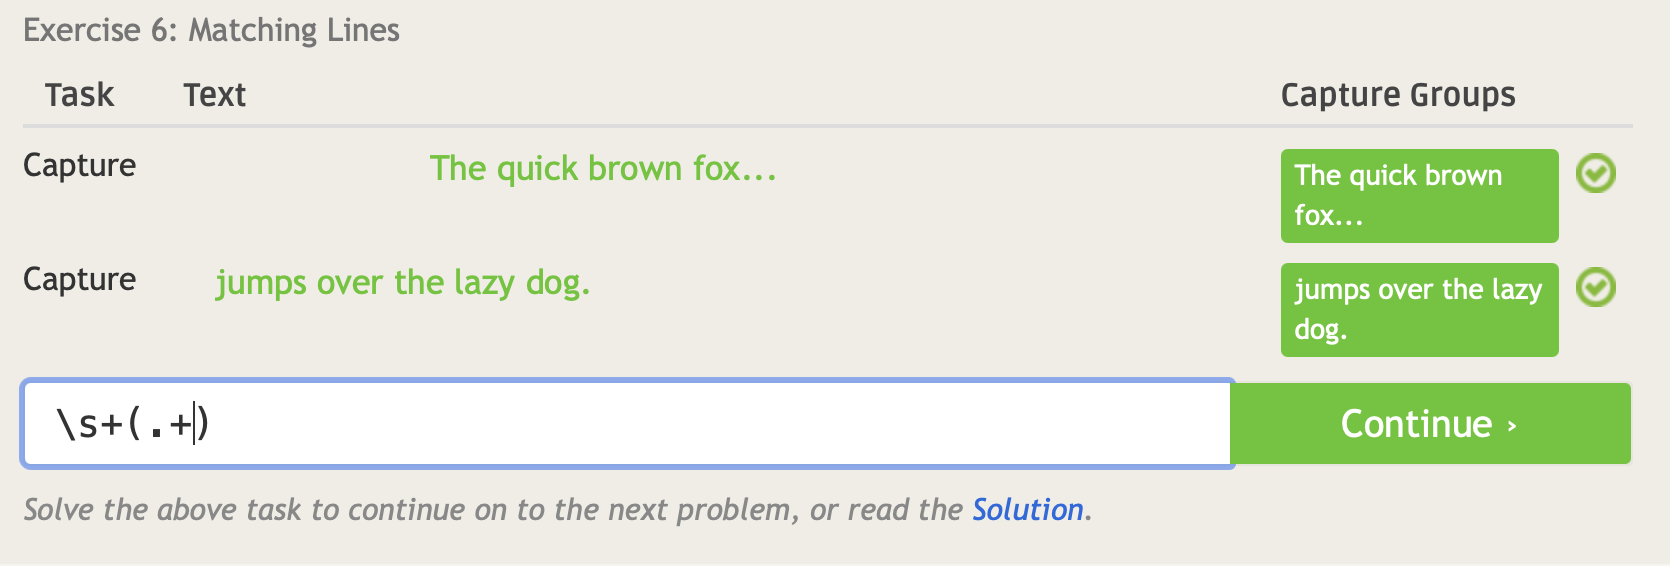 Exercise 6: Matching Lines
Task Text Capture Groups
Capture The quick brown fox... The quick brown
fox...
Capture jumps over the lazy dog. jumps over the lazy
dog.
\s+(.+) Continue ›
Solve the above task to continue on to the next problem, or read the Solution.